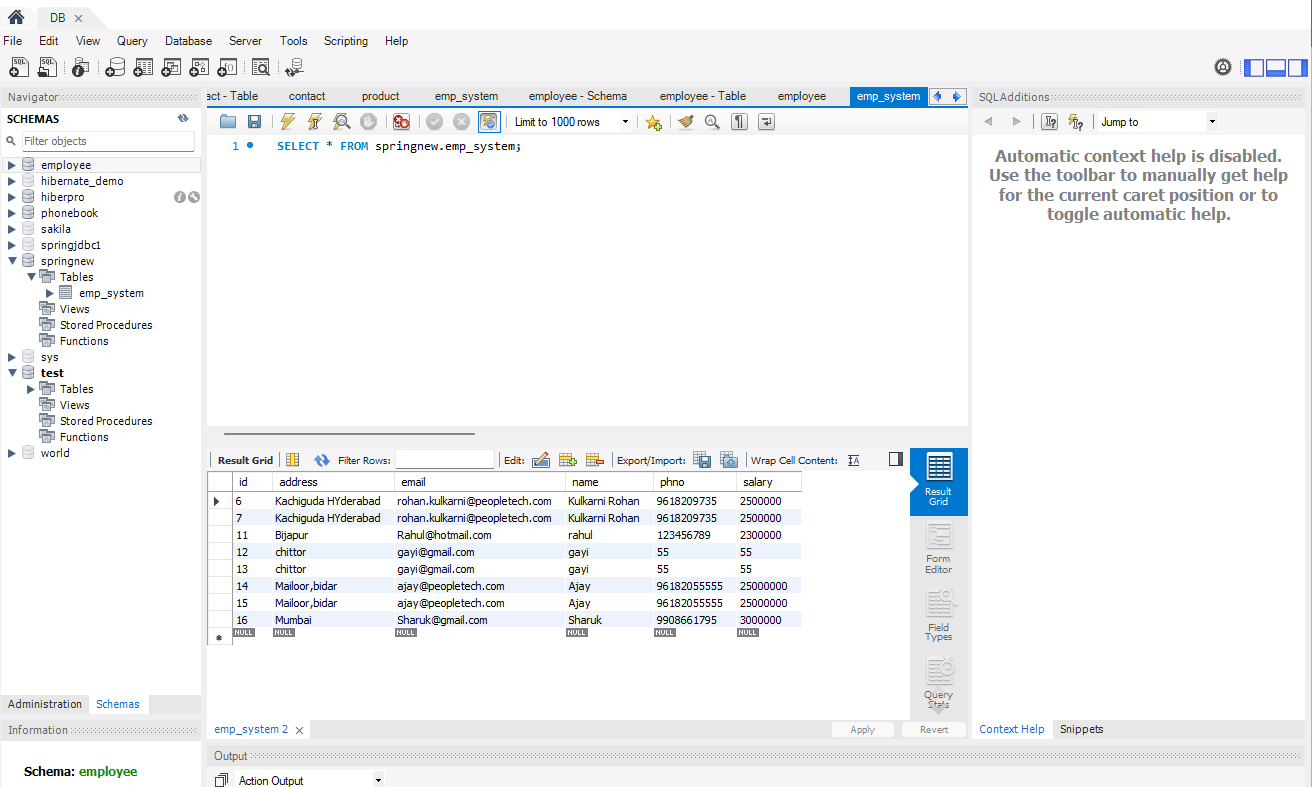 DB
File Edit View Query Database Server Tools Scripting Help
Navigator
SCHEMAS
Filter objects
employee
hibernate_demo
hiberpro
phonebook
sakila
springjdbc1
springnew
Tables
emp_system
Views
Stored Procedures
Functions
sys
test
Tables
Views
Stored Procedures
Functions
world
Administration Schemas
Information
Schema: employee
act - Table contact product emp_system employee - Schema employee - Table employee emp_system
Limit to 1000 rows
1 SELECT * FROM springnew.emp_system;
Result Grid Filter Rows: Edit: Export/Import: Wrap Cell Content:
id address email name phno salary
6 Kachiguda HYderabad rohan.kulkarni@peopletech.com Kulkarni Rohan 9618209735 2500000
7 Kachiguda HYderabad rohan.kulkarni@peopletech.com Kulkarni Rohan 9618209735 2500000
11 Bijapur Rahul@hotmail.com rahul 123456789 2300000
12 chittor gayi@gmail.com gayi 55 55
13 chittor gayi@gmail.com gayi 55 55
14 Mailoor,bidar ajay@peopletech.com Ajay 96182055555 25000000
15 Mailoor,bidar ajay@peopletech.com Ajay 96182055555 25000000
16 Mumbai Sharuk@gmail.com Sharuk 9908661795 3000000
NULL NULL NULL NULL NULL NULL
Result
Grid
Form
Editor
Field
Types
Query
Stats
emp_system 2 Apply Revert
Output
Action Output
SQLAdditions
Jump to
Automatic context help is disabled.
Use the toolbar to manually get help
for the current caret position or to
toggle automatic help.
Context Help Snippets